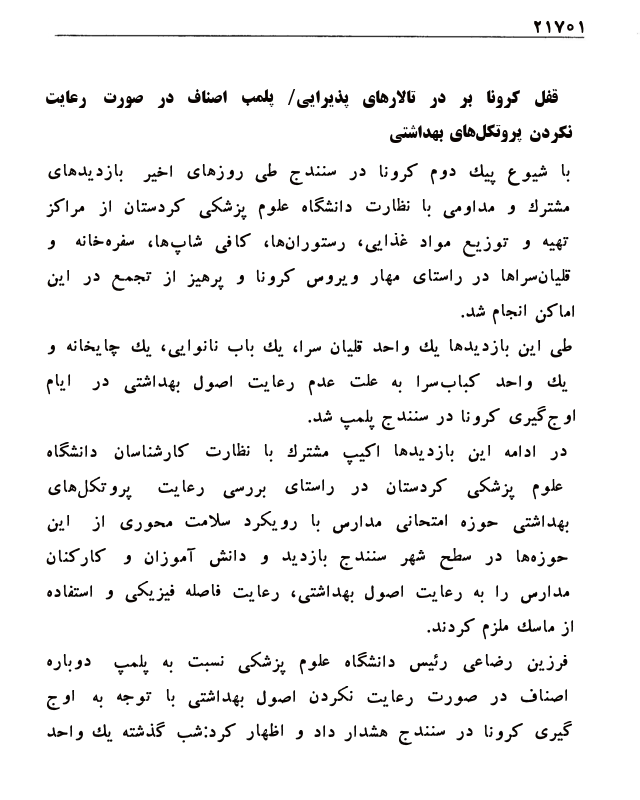 ۲۱۷۰۱
قفل کرونا بر در تالارهای پذیرایی/ پلمب اصناف در صورت رعایت
نکردن پروتکل‌های بهداشتی
با شیوع پیك دوم کرونا در سنندج طی روزهای اخیر بازدیدهای
مشترك و مداومی با نظارت دانشگاه علوم پزشکی کردستان از مراکز
تهیه و توزیع مواد غذایی، رستوران‌ها، کافی شاپ‌ها، سفره‌خانه و
قلیان‌سراها در راستای مهار ویروس کرونا و پرهیز از تجمع در این
اماکن انجام شد.
طی این بازدیدها یك واحد قلیان سرا، یك باب نانوایی، یك چایخانه و
یك واحد کباب‌سرا به علت عدم رعایت اصول بهداشتی در ایام
اوج‌گیری کرونا در سنندج پلمپ شد.
در ادامه این بازدیدها اکیپ مشترك با نظارت کارشناسان دانشگاه
علوم پزشکی کردستان در راستای بررسی رعایت پروتکل‌های
بهداشتی حوزه امتحانی مدارس با رویکرد سلامت محوری از این
حوزه‌ها در سطح شهر سنندج بازدید و دانش آموزان و کارکنان
مدارس را به رعایت اصول بهداشتی، رعایت فاصله فیزیکی و استفاده
از ماسك ملزم کردند.
فرزین رضاعی رئیس دانشگاه علوم پزشکی نسبت به پلمپ دوباره
اصناف در صورت رعایت نکردن اصول بهداشتی با توجه به اوج
گیری کرونا در سنندج هشدار داد و اظهار کرد:شب گذشته یك واحد